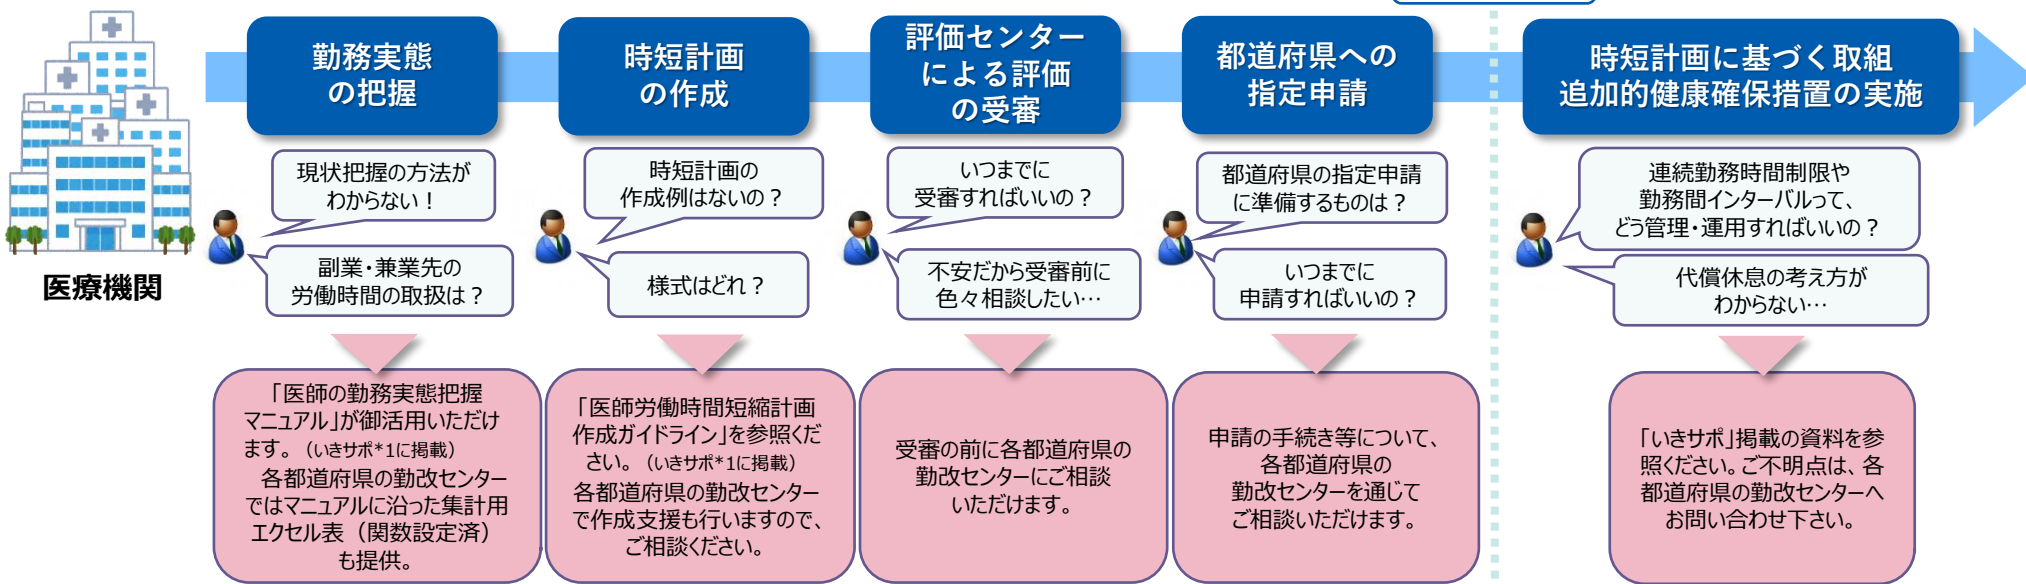 医療機関
勤務実態
の把握
現状把握の方法が
わからない！
副業・兼業先の
労働時間の取扱は？
「医師の勤務実態把握
マニュアル」が御活用いただけ
ます。（いきサポ*1に掲載）
各都道府県の勤改センター
ではマニュアルに沿った集計用
エクセル表（関数設定済）
も提供。
時短計画
の作成
時短計画の
作成例はないの？
様式はどれ？
「医師労働時間短縮計画
作成ガイドライン」を参照くだ
さい。（いきサポ*1に掲載）
各都道府県の勤改センター
で作成支援も行いますので、
ご相談ください。
評価センター
による評価
の受審
いつまでに
受審すればいいの？
不安だから受審前に
色々相談したい…
受審の前に各都道府県の
勤改センターにご相談
いただけます。
都道府県への
指定申請
都道府県の指定申請
に準備するものは？
いつまでに
申請すればいいの？
申請の手続き等について、
各都道府県の
勤改センターを通じて
ご相談いただけます。
時短計画に基づく取組
追加的健康確保措置の実施
連続勤務時間制限や
勤務間インターバルって、
どう管理・運用すればいいの？
代償休息の考え方が
わからない…
「いきサポ」掲載の資料を参
照ください。ご不明点は、各
都道府県の勤改センターへ
お問い合わせ下さい。